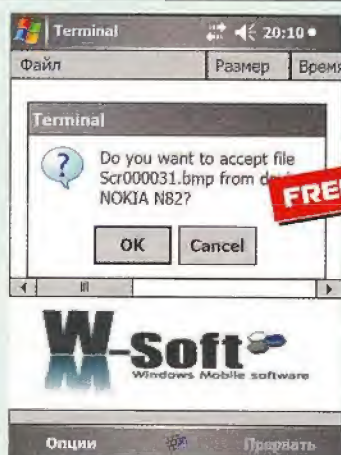 Terminal 20:10
Файл Размер Время
Terminal
Do you want to accept file
Scr000031.bmp from
NOKIA N82?
FREE
OK Cancel
W-Soft
Windows Mobile software
Опции Прервать